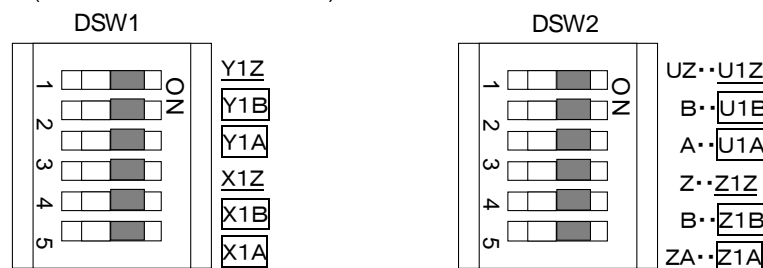 DSW1
1
2
3
4
5
ON
Y1Z
Y1B
Y1A
X1Z
X1B
X1A
DSW2
1
2
3
4
5
ON
UZ··U1Z
B··U1B
A··U1A
Z··Z1Z
B··Z1B
ZA··Z1A